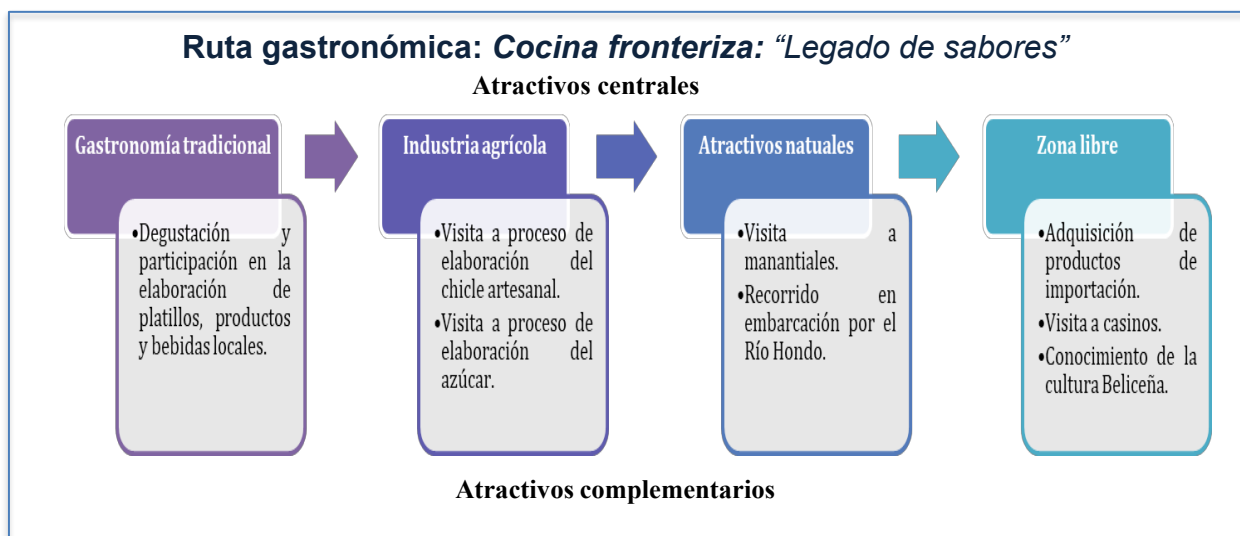 Ruta gastronómica: Cocina fronteriza: “Legado de sabores”
Atractivos centrales
Gastronomía tradicional
•Degustación y
participación en la
elaboración de
platillos, productos
y bebidas locales.
Industria agrícola
•Visita a proceso de
elaboración del
chicle artesanal.
•Visita a proceso de
elaboración del
azúcar.
Atractivos natuales
•Visita a
manantiales.
•Recorrido en
embarcación por el
Río Hondo.
Zona libre
•Adquisición de
productos de
importación.
•Visita a casinos.
•Conocimiento de la
cultura Beliceña.
Atractivos complementarios